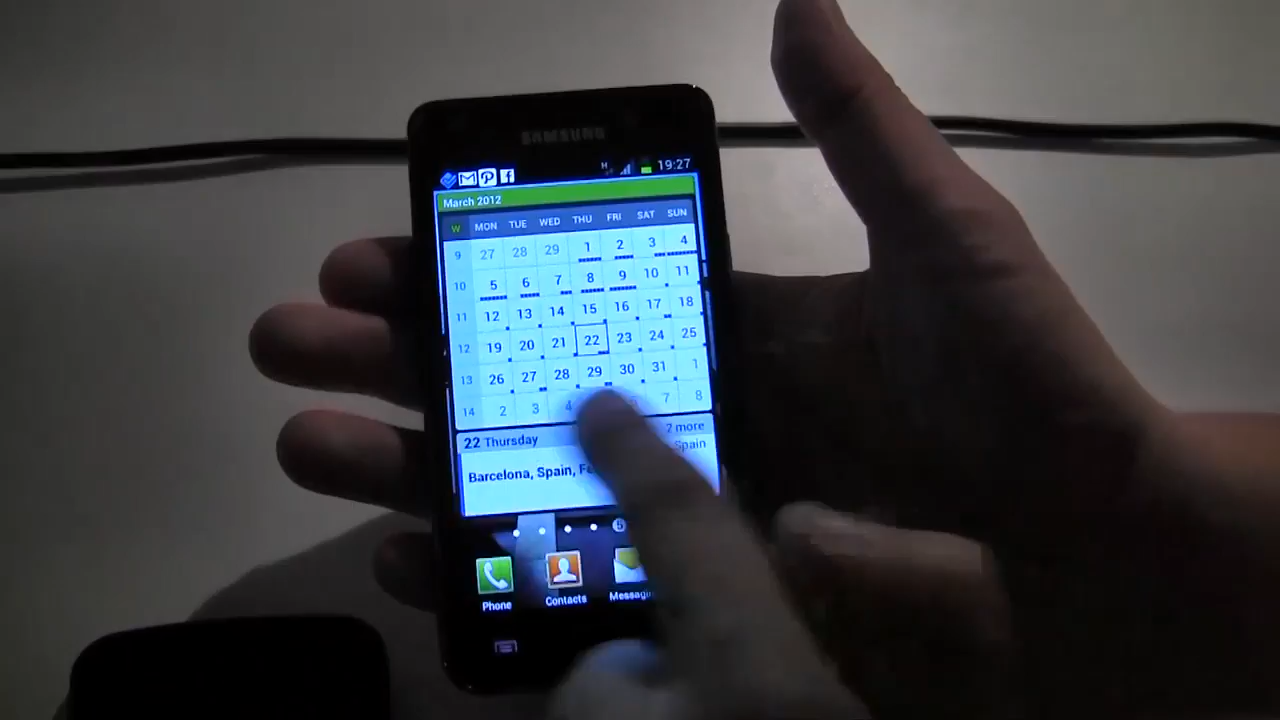 SAMSUNG
H 19:27
March 2012
W MON TUE WED THU FRI SAT SUN
9 27 28 29 1 2 3 4
10 5 6 7 8 9 10 11
11 12 13 14 15 16 17 18
12 19 20 21 22 23 24 25
13 26 27 28 29 30 31 1
14 2 3 4 7 8
22 Thursday
? more
Spain
Barcelona, Spain,
5
Phone Contacts